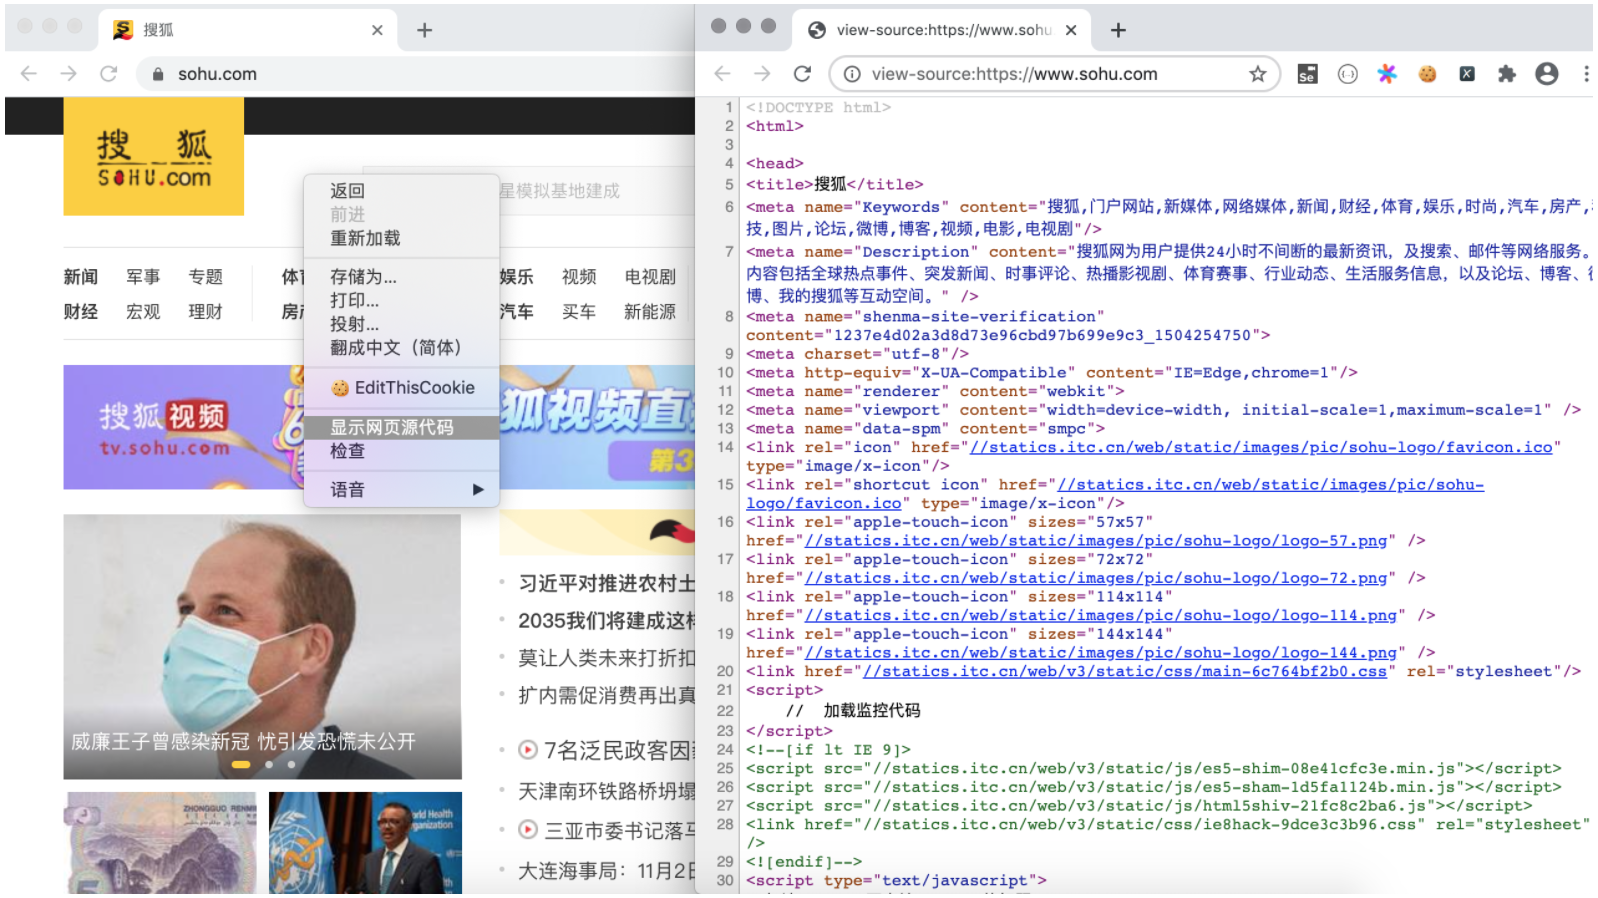 搜狐
sohu.com
搜 狐
SOHU.com
星模拟基地建成
返回
前进
重新加载
存储为...
打印...
投射...
翻成中文（简体）
EditThisCookie
显示网页源代码
检查
语音
新闻 军事 专题 娱乐 视频 电视剧
财经 宏观 理财 汽车 买车 新能源
搜狐视频
tv.sohu.com
狐视频直
第3
威廉王子曾感染新冠 忧引发恐慌未公开
ZHONGGUO RENMIN
5
World Health
Organization
习近平对推进农村土
2035我们将建成这样
莫让人类未来打折扣
扩内需促消费再出真
7名泛民政客因
天津南环铁路桥坍塌
三亚市委书记落马
大连海事局：11月2日
view-source:https://www.sohu
view-source:https://www.sohu.com
Se
X
1 <!DOCTYPE html>
2 <html>
3
4 <head>
5 <title>搜狐</title>
6 <meta name="Keywords" content="搜狐,门户网站,新媒体,网络媒体,新闻,财经,体育,娱乐,时尚,汽车,房产,
技,图片,论坛,微博,博客,视频,电影,电视剧"/>
7 <meta name="Description" content="搜狐网为用户提供24小时不间断的最新资讯，及搜索、邮件等网络服务。
内容包括全球热点事件、突发新闻、时事评论、热播影视剧、体育赛事、行业动态、生活服务信息，以及论坛、博客、
博、我的搜狐等互动空间。" />
8 <meta name="shenma-site-verification"
content="1237e4d02a3d8d73e96cbd97b699e9c3_1504254750">
9 <meta charset="utf-8"/>
10 <meta http-equiv="X-UA-Compatible" content="IE=Edge,chrome=1"/>
11 <meta name="renderer" content="webkit">
12 <meta name="viewport" content="width=device-width, initial-scale=1,maximum-scale=1" />
13 <meta name="data-spm" content="smpc">
14 <link rel="icon" href="//statics.itc.cn/web/static/images/pic/sohu-logo/favicon.ico"
type="image/x-icon"/>
15 <link rel="shortcut icon" href="//statics.itc.cn/web/static/images/pic/sohu-
logo/favicon.ico" type="image/x-icon"/>
16 <link rel="apple-touch-icon" sizes="57x57"
href="//statics.itc.cn/web/static/images/pic/sohu-logo/logo-57.png" />
17 <link rel="apple-touch-icon" sizes="72x72"
href="//statics.itc.cn/web/static/images/pic/sohu-logo/logo-72.png" />
18 <link rel="apple-touch-icon" sizes="114x114"
href="//statics.itc.cn/web/static/images/pic/sohu-logo/logo-114.png" />
19 <link rel="apple-touch-icon" sizes="144x144"
href="//statics.itc.cn/web/static/images/pic/sohu-logo/logo-144.png" />
20 <link href="//statics.itc.cn/web/v3/static/css/main-6c764bf2b0.css" rel="stylesheet"/>
21 <script>
22 // 加载监控代码
23 </script>
24 <!--[if lt IE 9]>
25 <script src="//statics.itc.cn/web/v3/static/js/es5-shim-08e41cfc3e.min.js"></script>
26 <script src="//statics.itc.cn/web/v3/static/js/es5-sham-1d5fa1124b.min.js"></script>
27 <script src="//statics.itc.cn/web/v3/static/js/html5shiv-21fc8c2ba6.js"></script>
28 <link href="//statics.itc.cn/web/v3/static/css/ie8hack-9dce3c3b96.css" rel="stylesheet"
/>
29 <![endif]-->
30 <script type="text/javascript">